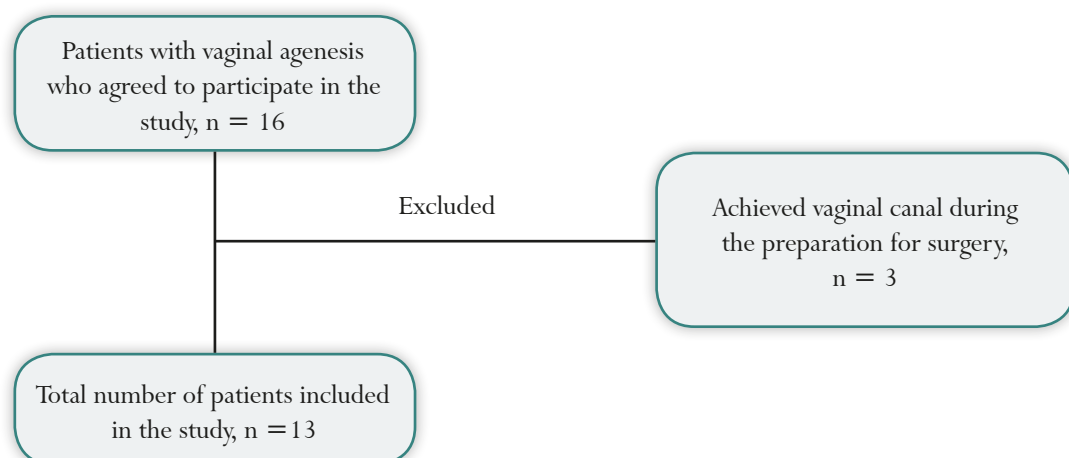 Patients with vaginal agenesis
who agreed to participate in the
study, n = 16
Excluded
Achieved vaginal canal during
the preparation for surgery,
n = 3
Total number of patients included
in the study, n =13